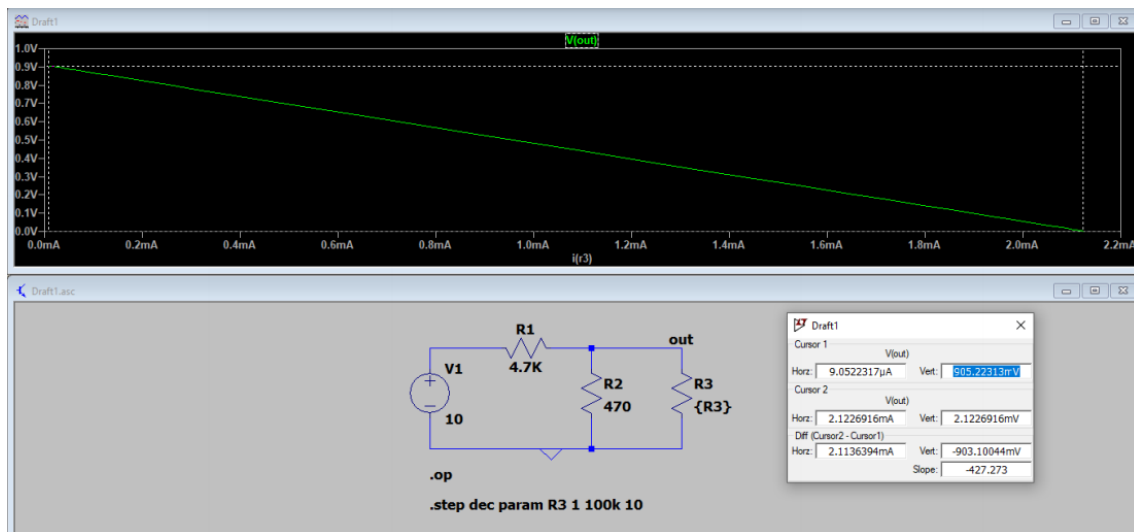 Draft1
V(out)
1.0V
0.9V
0.8V
0.7V
0.6V
0.5V
0.4V
0.3V
0.2V
0.1V
0.0V
0.0mA 0.2mA 0.4mA 0.6mA 0.8mA 1.0mA 1.2mA 1.4mA 1.6mA 1.8mA 2.0mA 2.2mA
i(r3)
Draft1.asc
R1
4.7K
out
V1
10
R2
470
R3
{R3}
.op
.step dec param R3 1 100k 10
Draft1
Cursor 1
V(out)
Horz: 9.0522317µA Vert: 905.22313mV
Cursor 2
V(out)
Horz: 2.1226916mA Vert: 2.1226916mV
Diff (Cursor2 - Cursor1)
Horz: 2.1136394mA Vert: -903.10044mV
Slope: -427.273